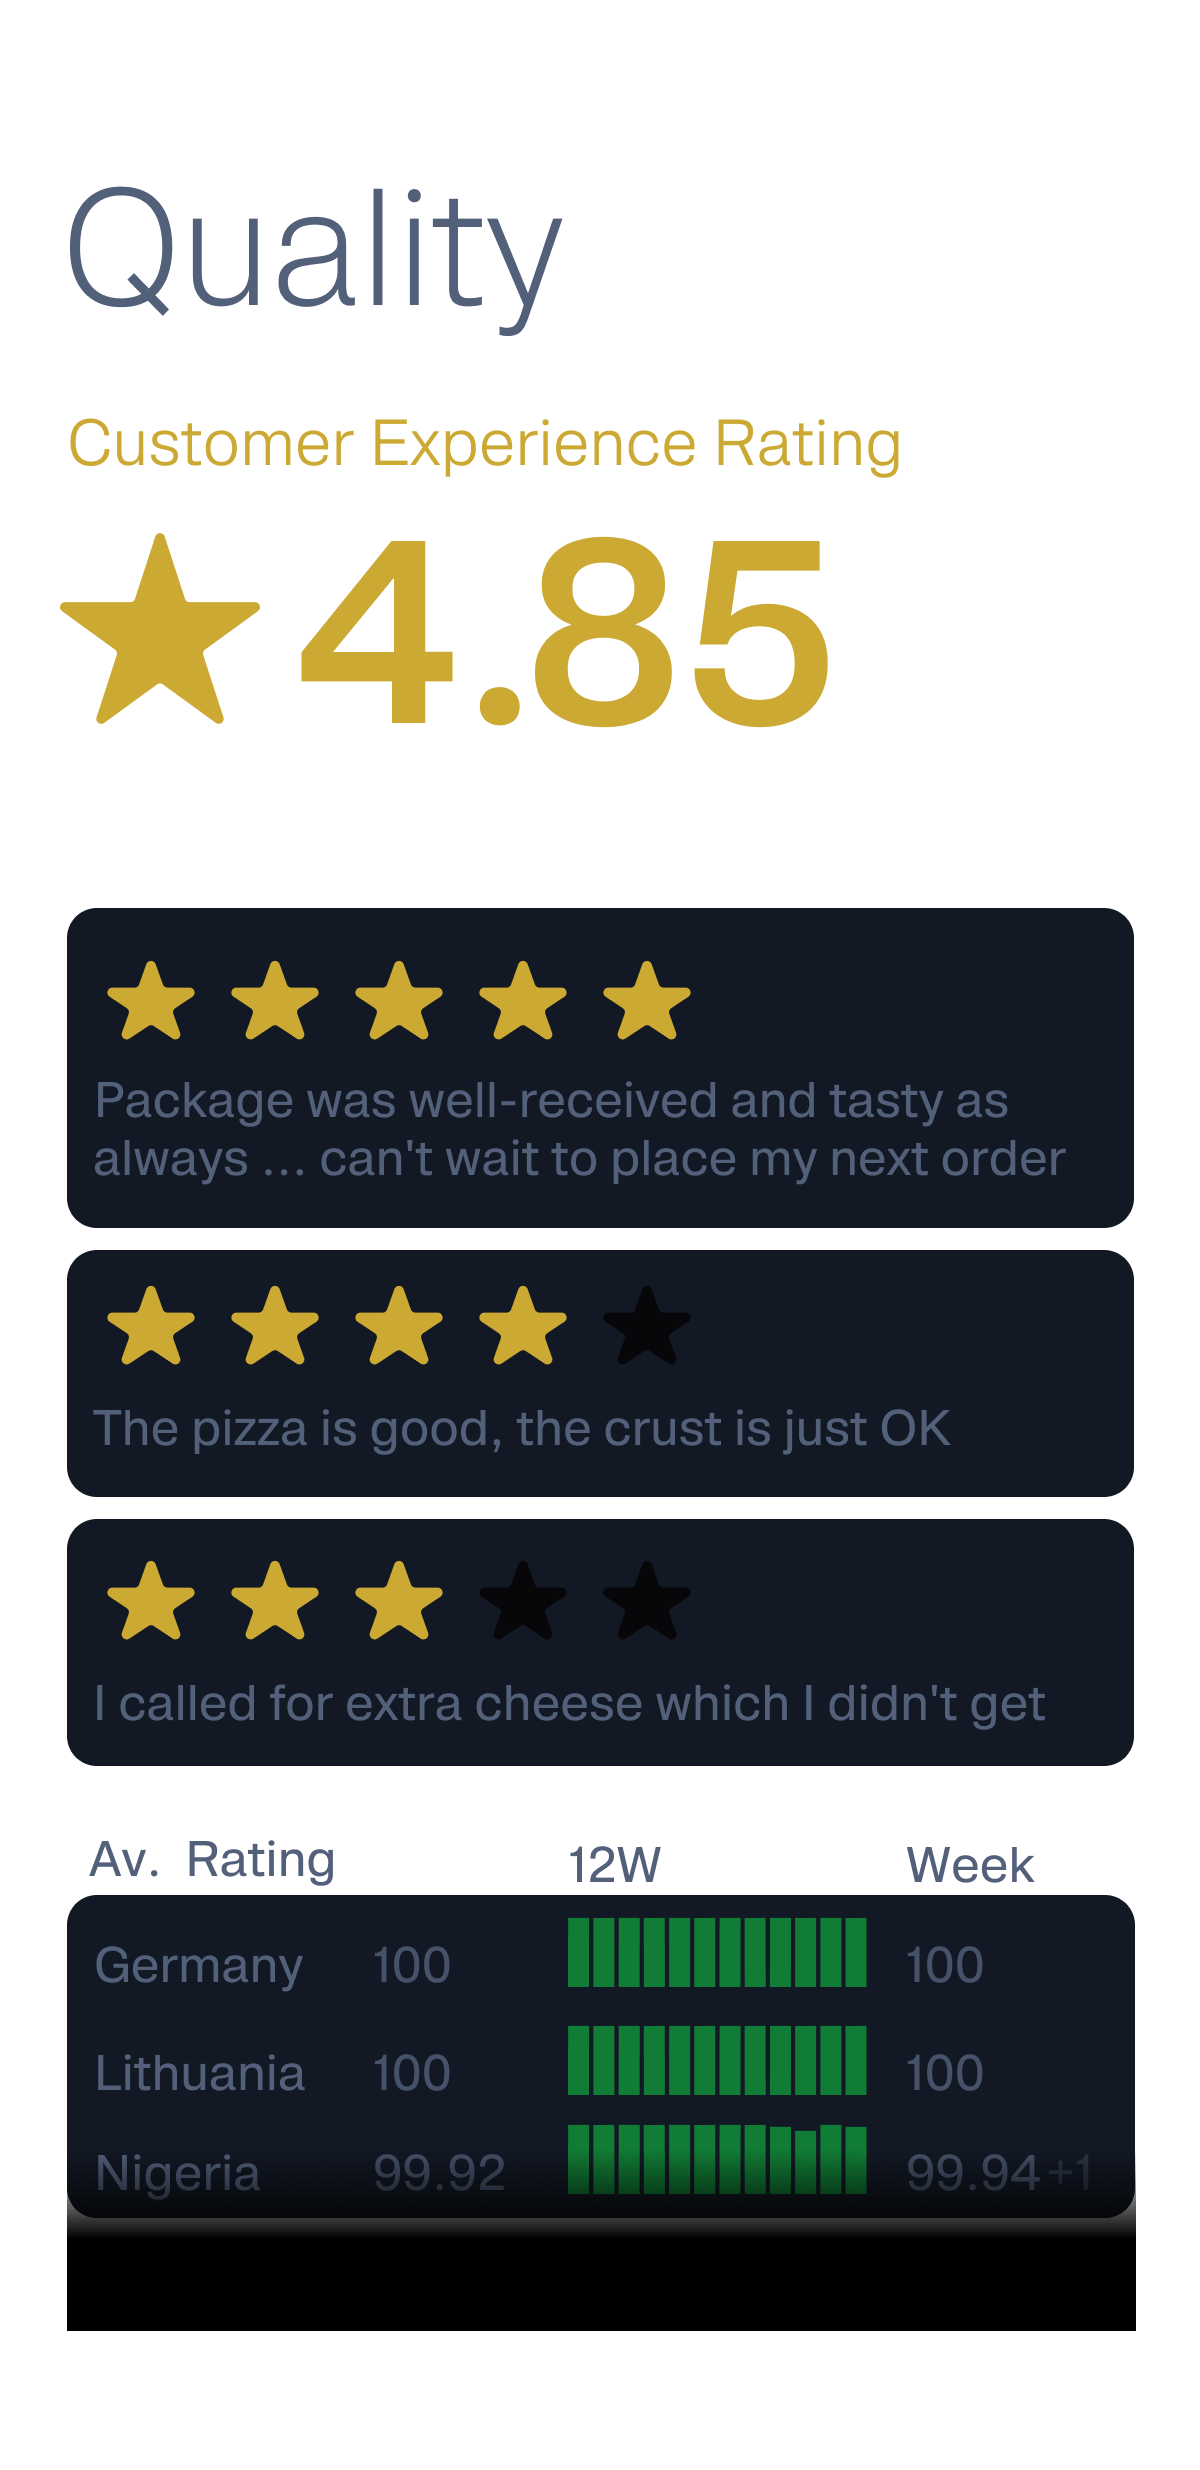 Quality
Customer Experience Rating
4.85
Package was well-received and tasty as
always ... can't wait to place my next order
The pizza is good, the crust is just OK
I called for extra cheese which I didn't get
Av. Rating 12W Week
Germany 100 100
Lithuania 100 100
Nigeria 99.92 99.94 +1